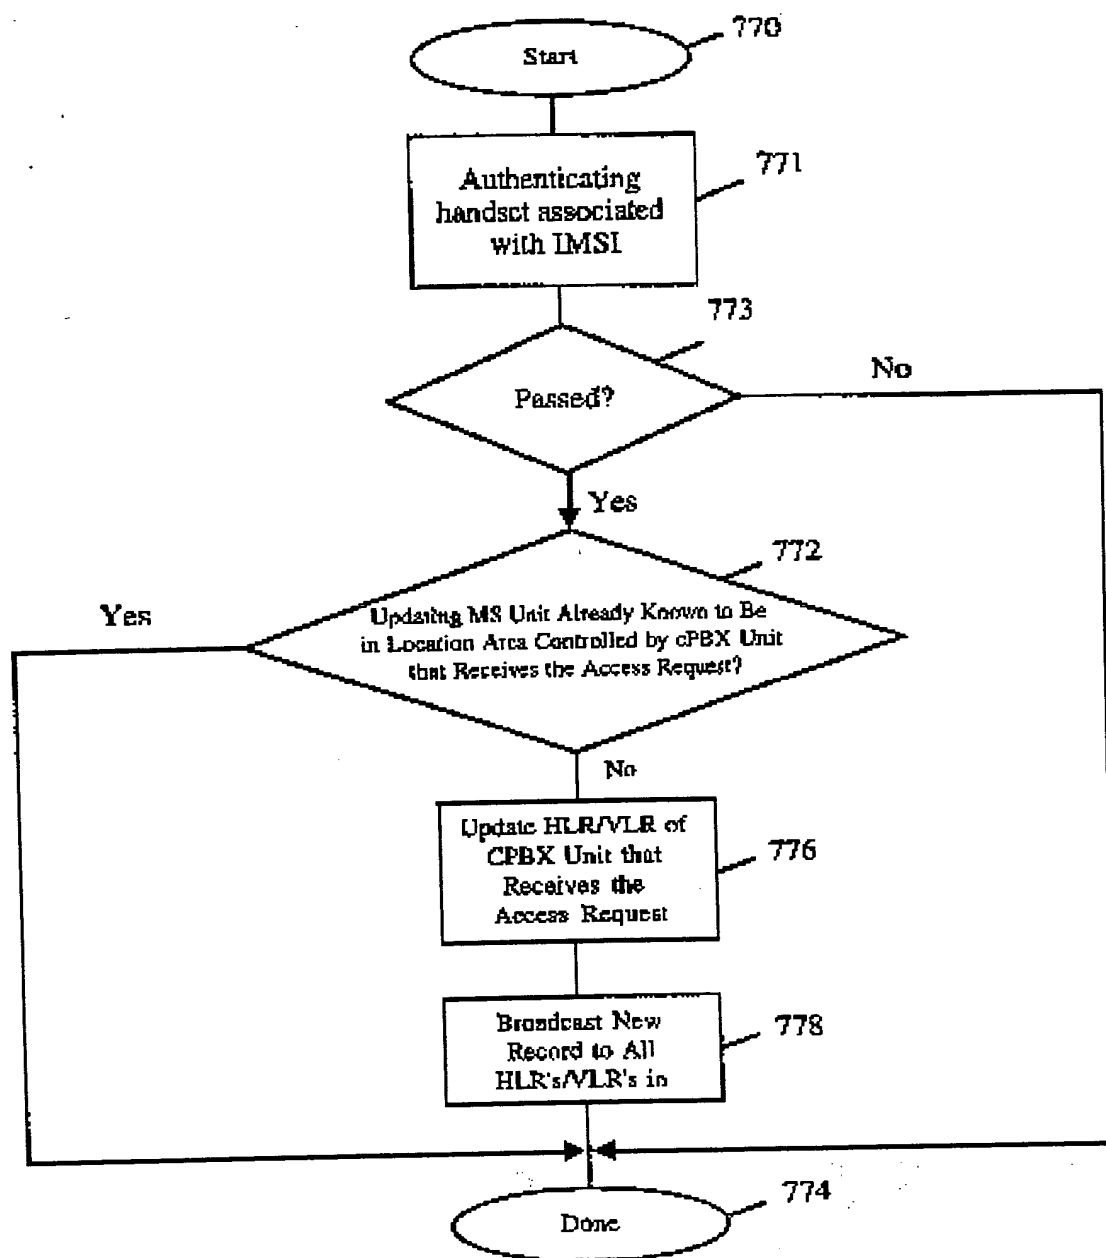 770
Start
771
Authenticating
handset associated
with IMSI
773
No
Passed?
Yes
772
Yes
Updating MS Unit Already Known to Be
in Location Area Controlled by cPBX Unit
that Receives the Access Request?
No
Update HLR/VLR of
CPBX Unit that
Receives the
Access Request
776
Broadcast New
Record to All
HLR's/VLR's in
778
774
Done